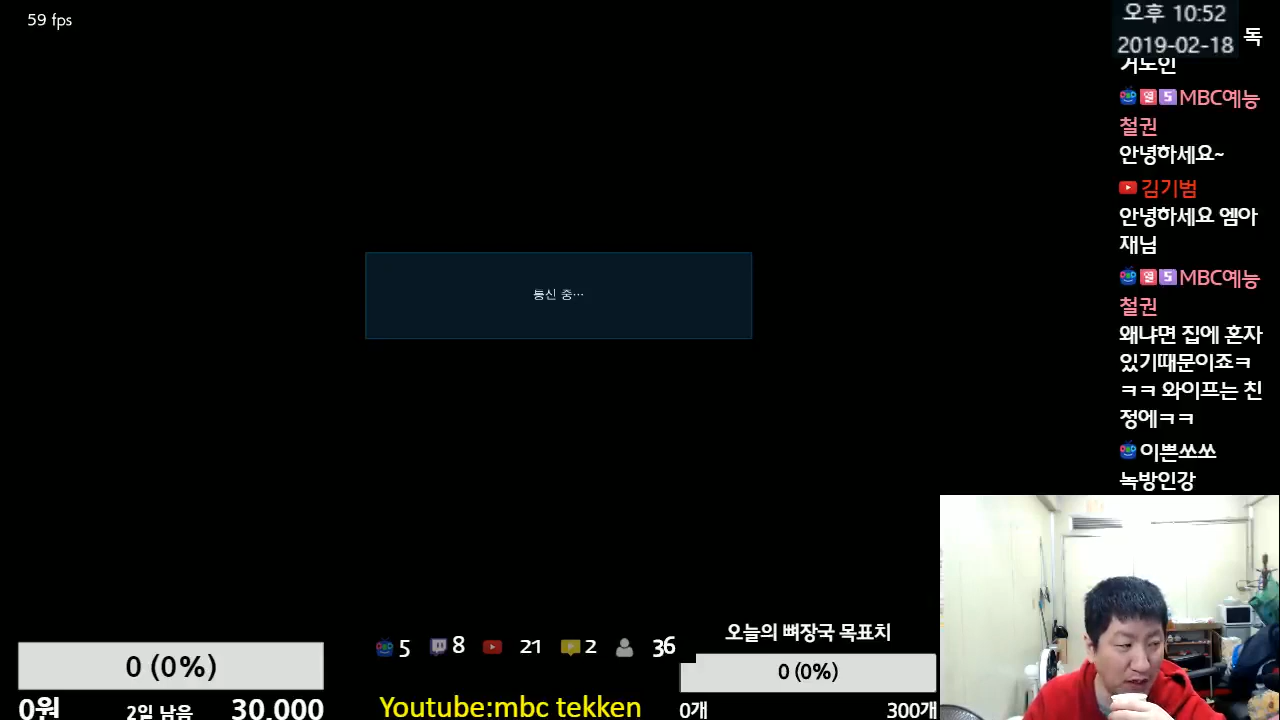 59 fps
오후 10:52
2019-02-18
독
거노인
열 5 MBC예능
철권
안녕하세요~
김기범
안녕하세요 엠아
재님
열 5 MBC예능
철권
왜냐면 집에 혼자
있기때문이죠ㅋ
ㅋㅋ 와이프는 친
정에ㅋㅋ
이쁜쏘쏘
녹방인강
통신 중…
0 (0%)
0원 2일 남음 30,000
5 8 21 2 36
Youtube:mbc tekken
오늘의 뼈장국 목표치
0 (0%)
0개 300개